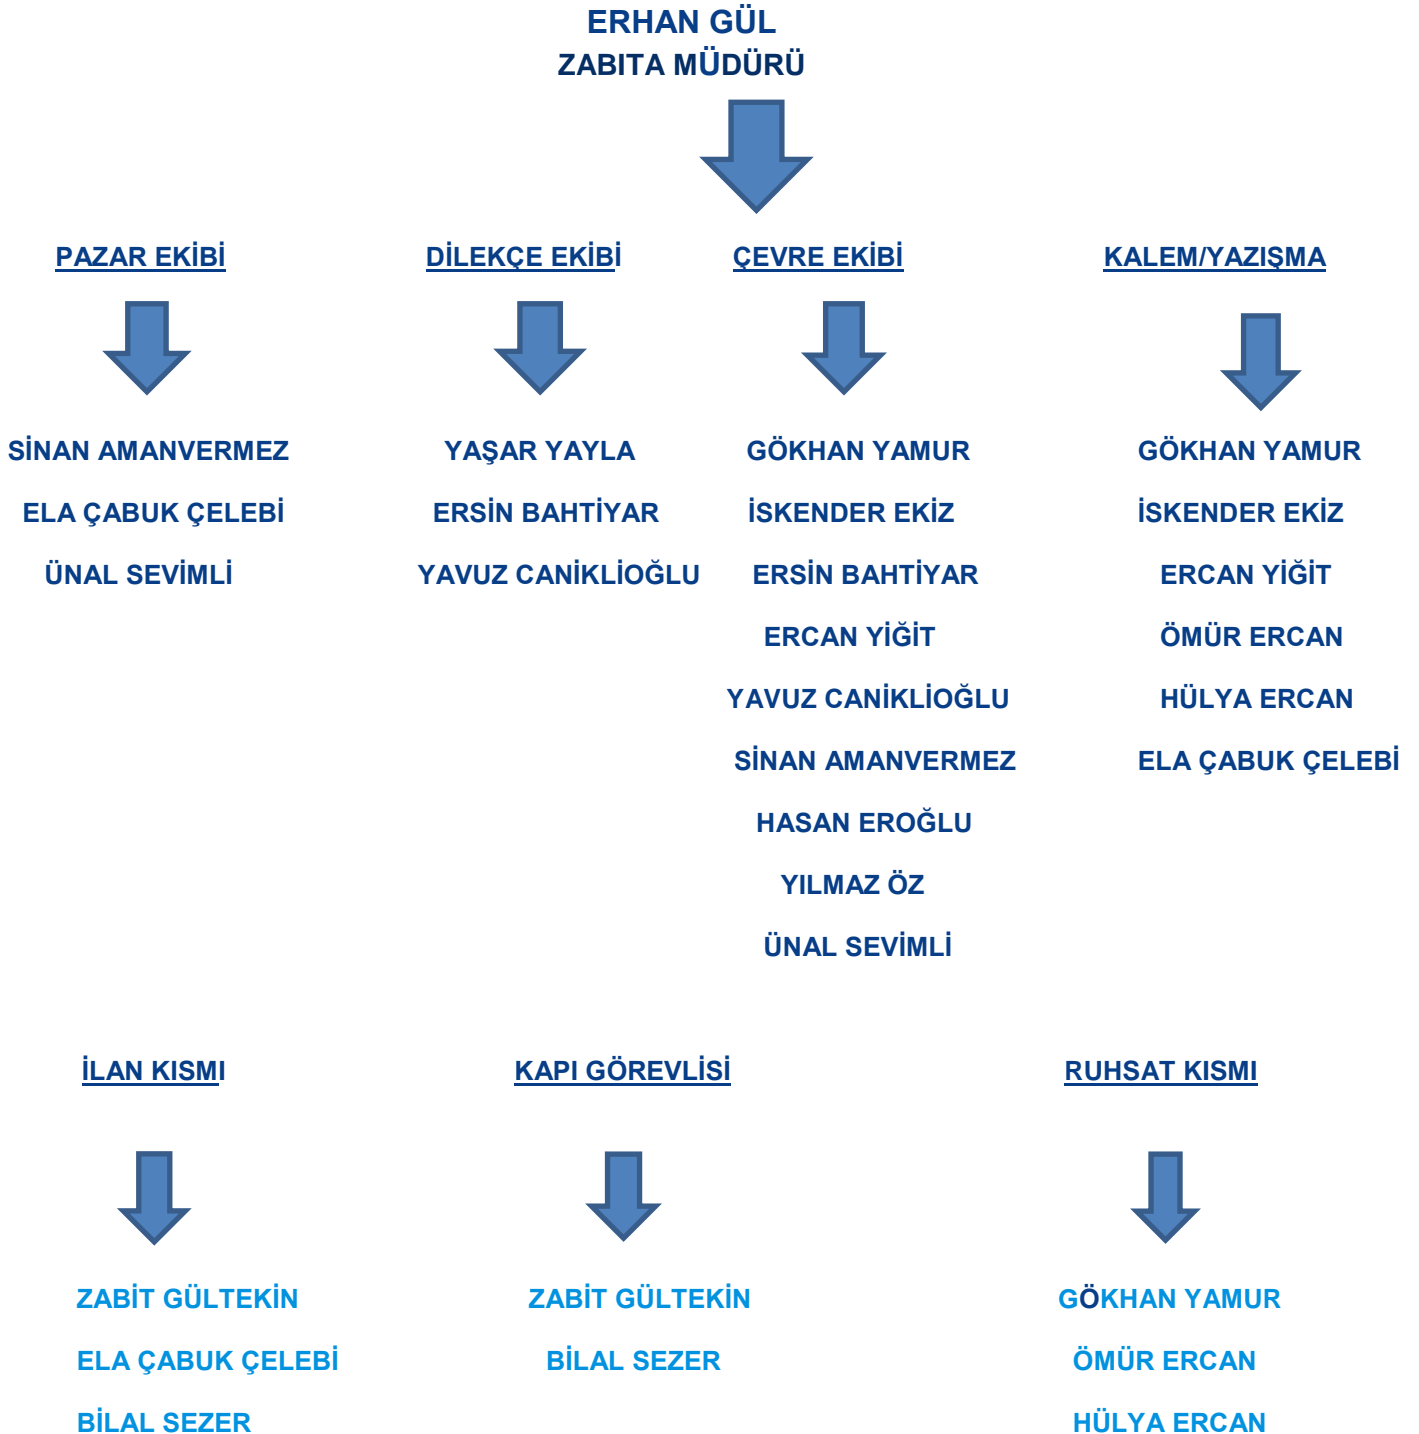 ERHAN GÜL
ZABITA MÜDÜRÜ
PAZAR EKİBİ
DİLEKÇE EKİBİ
ÇEVRE EKİBİ
KALEM/YAZIŞMA
SİNAN AMANVERMEZ
YAŞAR YAYLA
GÖKHAN YAMUR
GÖKHAN YAMUR
ELA ÇABUK ÇELEBİ
ERSİN BAHTİYAR
İSKENDER EKİZ
İSKENDER EKİZ
ÜNAL SEVİMLİ
YAVUZ CANİKLİOĞLU
ERSİN BAHTİYAR
ERCAN YİĞİT
ERCAN YİĞİT
ÖMÜR ERCAN
YAVUZ CANİKLİOĞLU
HÜLYA ERCAN
SİNAN AMANVERMEZ
ELA ÇABUK ÇELEBİ
HASAN EROĞLU
YILMAZ ÖZ
ÜNAL SEVİMLİ
İLAN KISMI
KAPI GÖREVLİSİ
RUHSAT KISMI
ZABİT GÜLTEKİN
ZABİT GÜLTEKİN
GÖKHAN YAMUR
ELA ÇABUK ÇELEBİ
BİLAL SEZER
ÖMÜR ERCAN
BİLAL SEZER
HÜLYA ERCAN